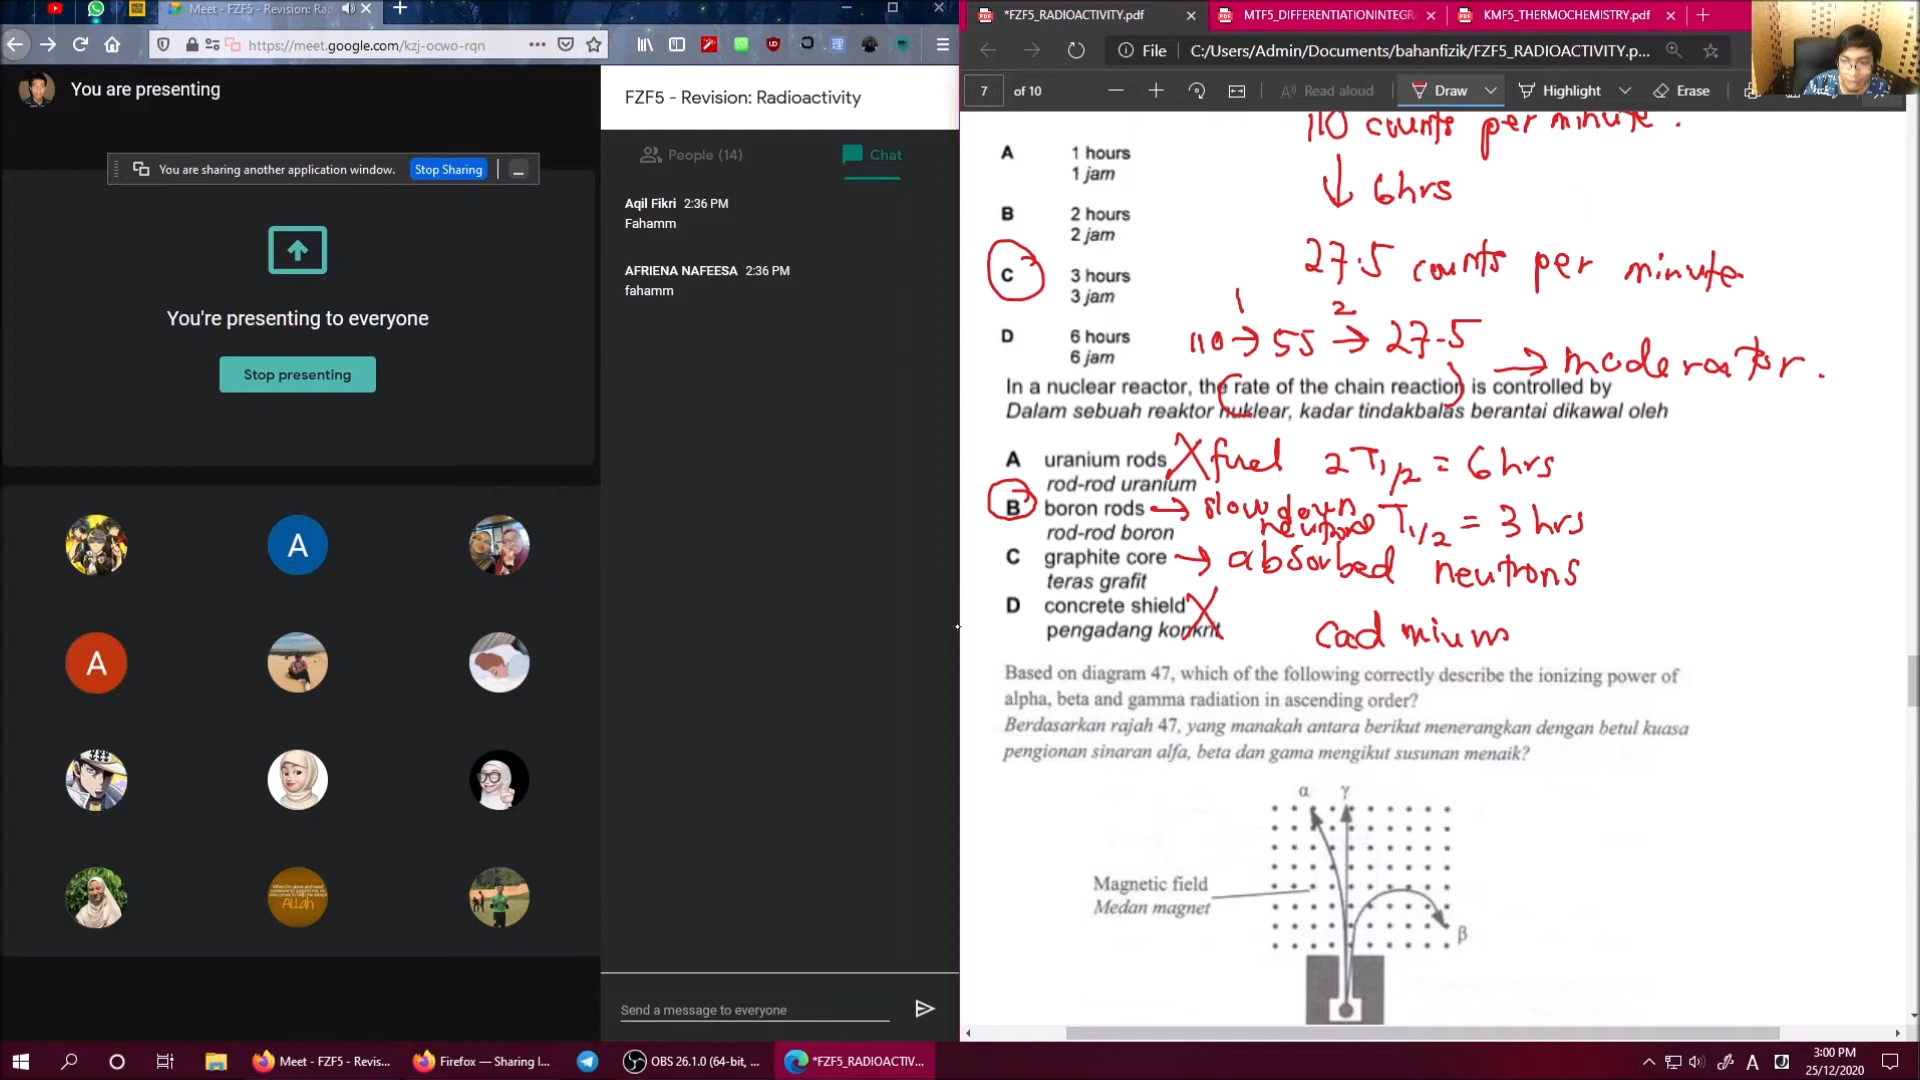 Meet - FZF5 - Revision: Rad
https://meet.google.com/kzj-ocwo-rqn
You are presenting
You are sharing another application window.
Stop Sharing
You're presenting to everyone
Stop presenting
A
A
ALLAH
FZF5 - Revision: Radioactivity
People (14)
Chat
Aqil Fikri 2:36 PM
Fahamm
AFRIENA NAFEESA 2:36 PM
fahamm
Send a message to everyone
*FZF5_RADIOACTIVITY.pdf
MTF5_DIFFERENTIATIONINTEGRA
KMF5_THERMOCHEMISTRY.pdf
File
C:/Users/Admin/Documents/bahanfizik/FZF5_RADIOACTIVITY.p...
7 of 10
Read aloud
Draw
Highlight
Erase
110 counts per minute.
A 1 hours
1 jam
↓ 6hrs
B 2 hours
2 jam
27.5 counts per minute
C 3 hours
3 jam
1 2
D 6 hours
6 jam
110 → 55 → 27.5
→ moderator.
In a nuclear reactor, the rate of the chain reaction is controlled by
Dalam sebuah reaktor nuklear, kadar tindakbalas berantai dikawal oleh
A uranium rods X fuel 2T1/2 = 6hrs
rod-rod uranium
B boron rods → slow down neutrons T1/2 = 3hrs
rod-rod boron
C graphite core → absorbed neutrons
teras grafit
D concrete shield X
pengadang konkrit
cadmium
Based on diagram 47, which of the following correctly describe the ionizing power of
alpha, beta and gamma radiation in ascending order?
Berdasarkan rajah 47, yang manakah antara berikut menerangkan dengan betul kuasa
pengionan sinaran alfa, beta dan gama mengikut susunan menaik?
α γ
Magnetic field
Medan magnet
β
Meet - FZF5 - Revis...
Firefox — Sharing I...
OBS 26.1.0 (64-bit, ...
*FZF5_RADIOACTIV...
A
3:00 PM
25/12/2020